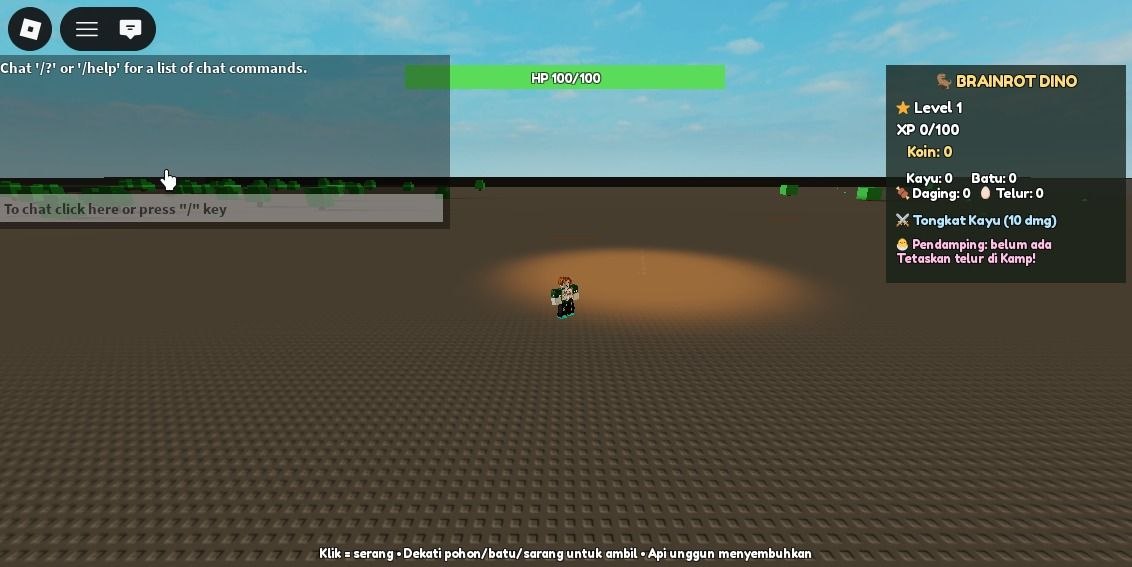 Chat '/?' or '/help' for a list of chat commands.
To chat click here or press "/" key
HP 100/100
BRAINROT DINO
Level 1
XP 0/100
Koin: 0
Kayu: 0 Batu: 0
Daging: 0 Telur: 0
Tongkat Kayu (10 dmg)
Pendamping: belum ada
Tetaskan telur di Kamp!
Klik = serang • Dekati pohon/batu/sarang untuk ambil • Api unggun menyembuhkan